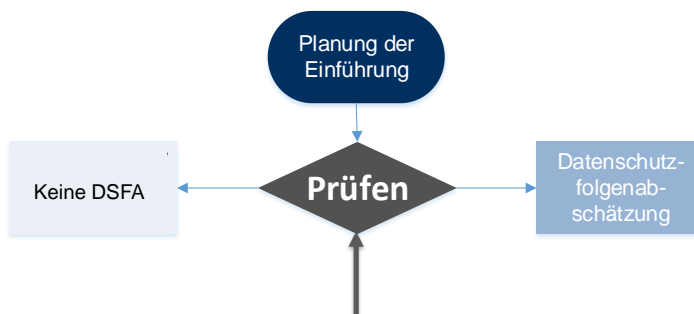 Planung der
Einführung
Keine DSFA
Prüfen
Datenschutz-
folgenab-
schätzung